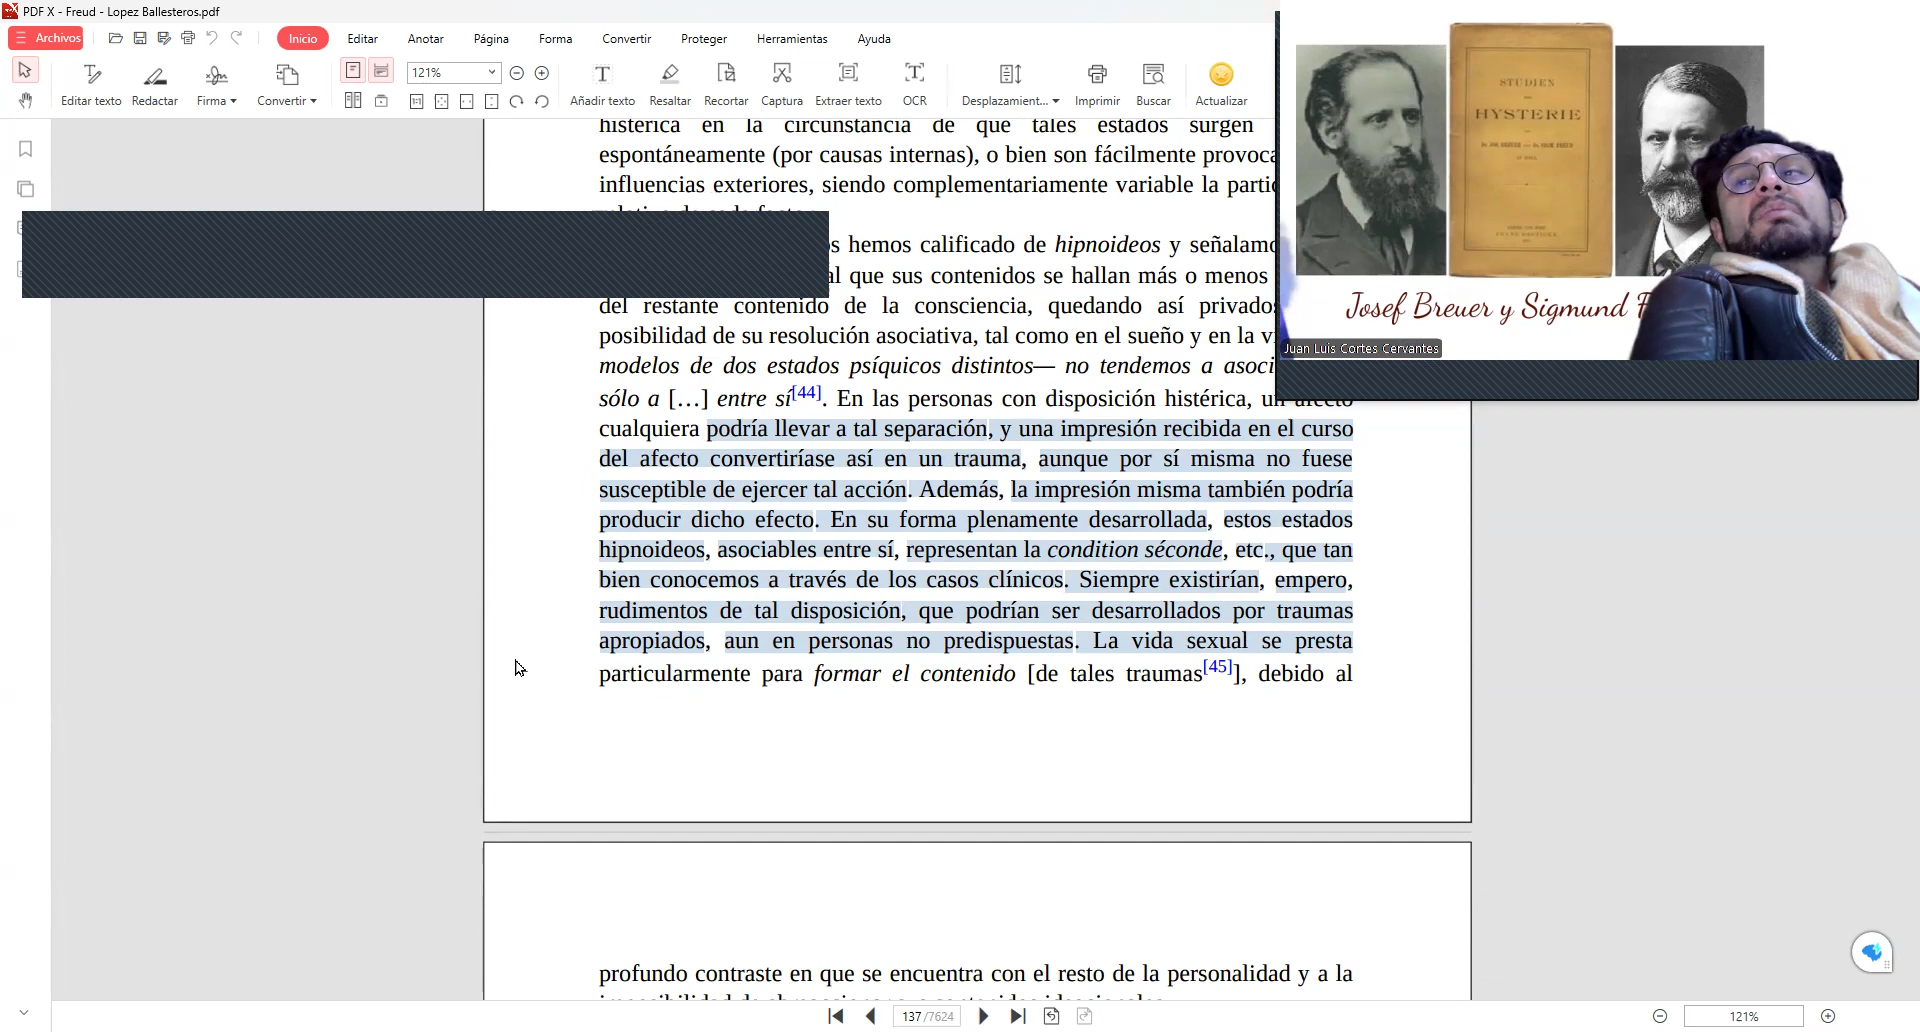 PDF X - Freud - Lopez Ballesteros.pdf
Archivos
Inicio Editar Anotar Página Forma Convertir Proteger Herramientas Ayuda
121%
Editar texto Redactar Firma Convertir Añadir texto Resaltar Recortar Captura Extraer texto OCR Desplazamient... Imprimir Buscar Actualizar
histérica en la circunstancia de que tales estados surgen
espontáneamente (por causas internas), o bien son fácilmente provoca
influencias exteriores, siendo complementariamente variable la partic
hemos calificado de hipnoideos y señalamo
que sus contenidos se hallan más o menos
del restante contenido de la consciencia, quedando así privados
posibilidad de su resolución asociativa, tal como en el sueño y en la v
modelos de dos estados psíquicos distintos— no tendemos a asoci
sólo a […] entre sí[44]. En las personas con disposición histérica, un afecto
cualquiera podría llevar a tal separación, y una impresión recibida en el curso
del afecto convertiríase así en un trauma, aunque por sí misma no fuese
susceptible de ejercer tal acción. Además, la impresión misma también podría
producir dicho efecto. En su forma plenamente desarrollada, estos estados
hipnoideos, asociables entre sí, representan la condition séconde, etc., que tan
bien conocemos a través de los casos clínicos. Siempre existirían, empero,
rudimentos de tal disposición, que podrían ser desarrollados por traumas
apropiados, aun en personas no predispuestas. La vida sexual se presta
particularmente para formar el contenido [de tales traumas[45]], debido al
profundo contraste en que se encuentra con el resto de la personalidad y a la
STUDIEN
HYSTERIE
Josef Breuer y Sigmund F
Juan Luis Cortes Cervantes
137 /7624
121%